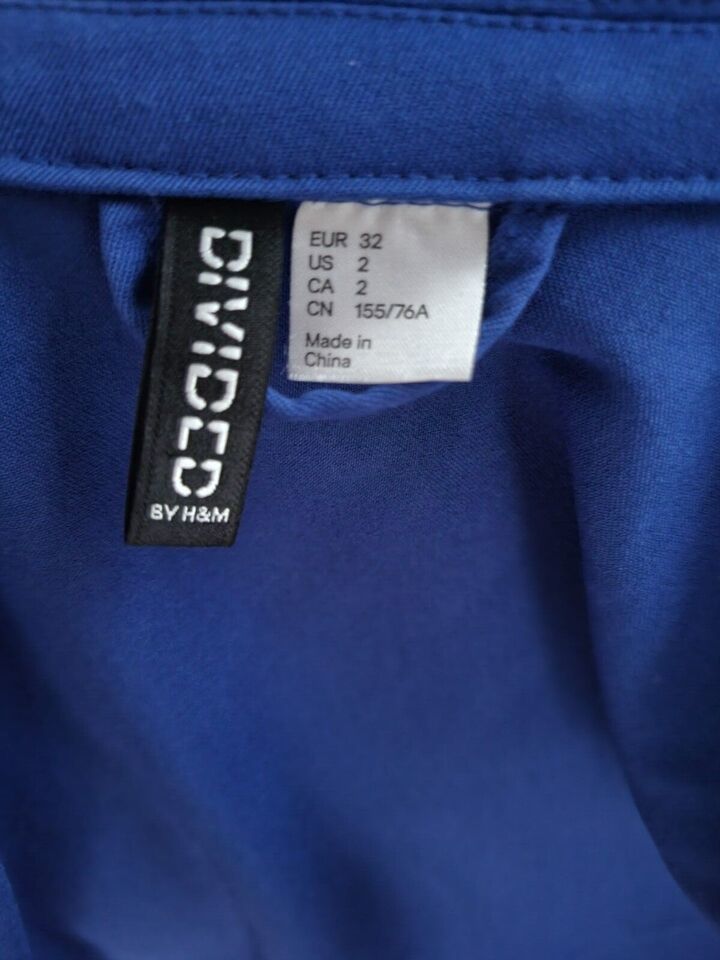 DIVIDED
BY H&M
EUR 32
US 2
CA 2
CN 155/76A
Made in
China